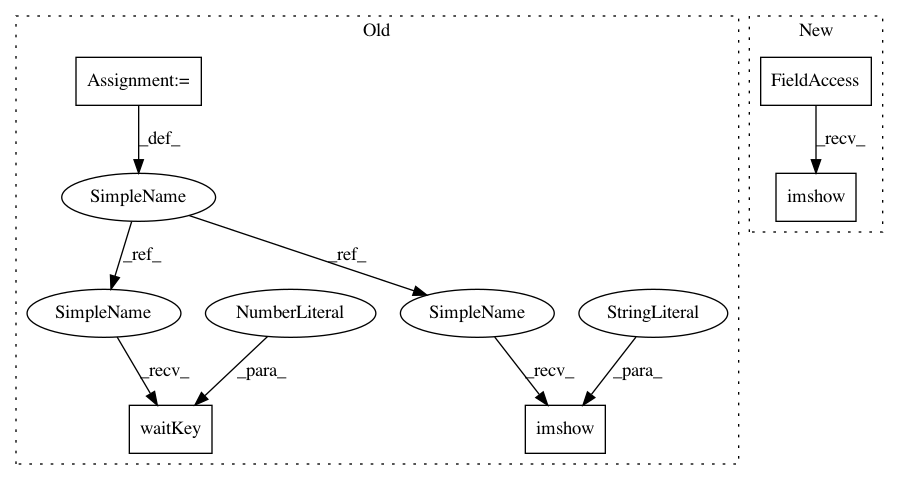 Old
New
Assignment:=
FieldAccess
_def_
_recv_
SimpleName
imshow
_ref_
_ref_
SimpleName
NumberLiteral
SimpleName
StringLiteral
_recv_
_para_
_recv_
_para_
waitKey
imshow